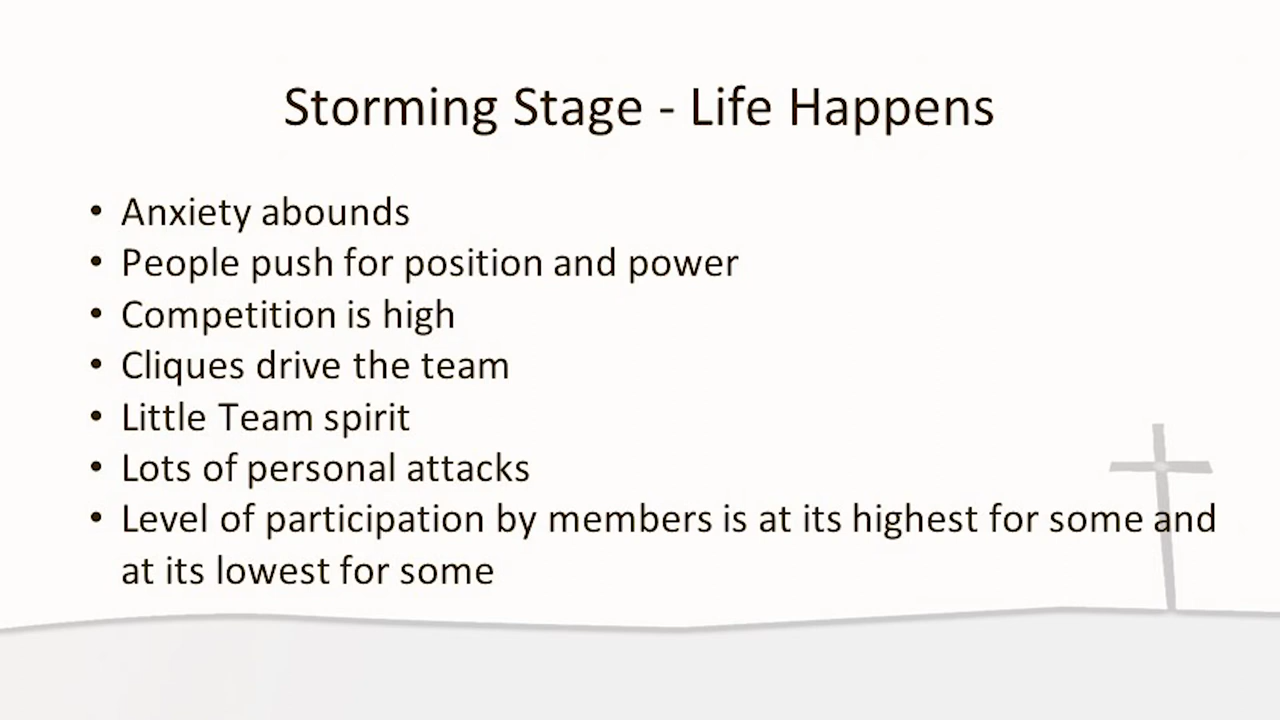 Storming Stage - Life Happens
• Anxiety abounds
• People push for position and power
• Competition is high
• Cliques drive the team
• Little Team spirit
• Lots of personal attacks
• Level of participation by members is at its highest for some and
at its lowest for some